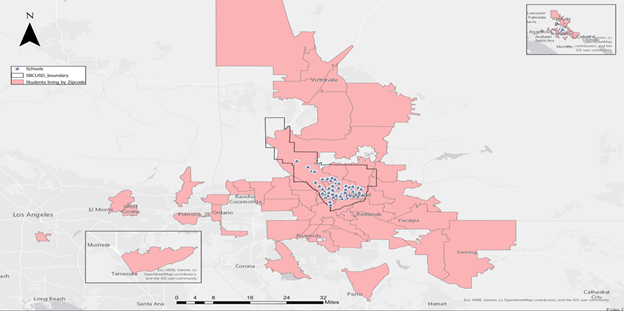 N
Schools
SBCUSD_boundary
Students living by Zipcodes
Lancaster
Palmdale
Santa Ana
Murrieta
Esri, HERE, Garmin, (c)
OpenStreetMap
contributors, and the
GIS user community
Victorville
Los Angeles
El Monte
West
Covina
Pomona
Ontario
Rancho
Cucamonga
Redlands
Yucaipa
Riverside
Banning
Corona
Perris
Hemet
Murrieta
Temecula
Esri, HERE, Garmin, (c)
OpenStreetMap contributors,
and the GIS user community
Long Beach
Santa Ana
0 4 8 16 24 32
Miles
Cathedral
City
Palm D
Esri, HERE, Garmin, (c) OpenStreetMap contributors, and the GIS user community